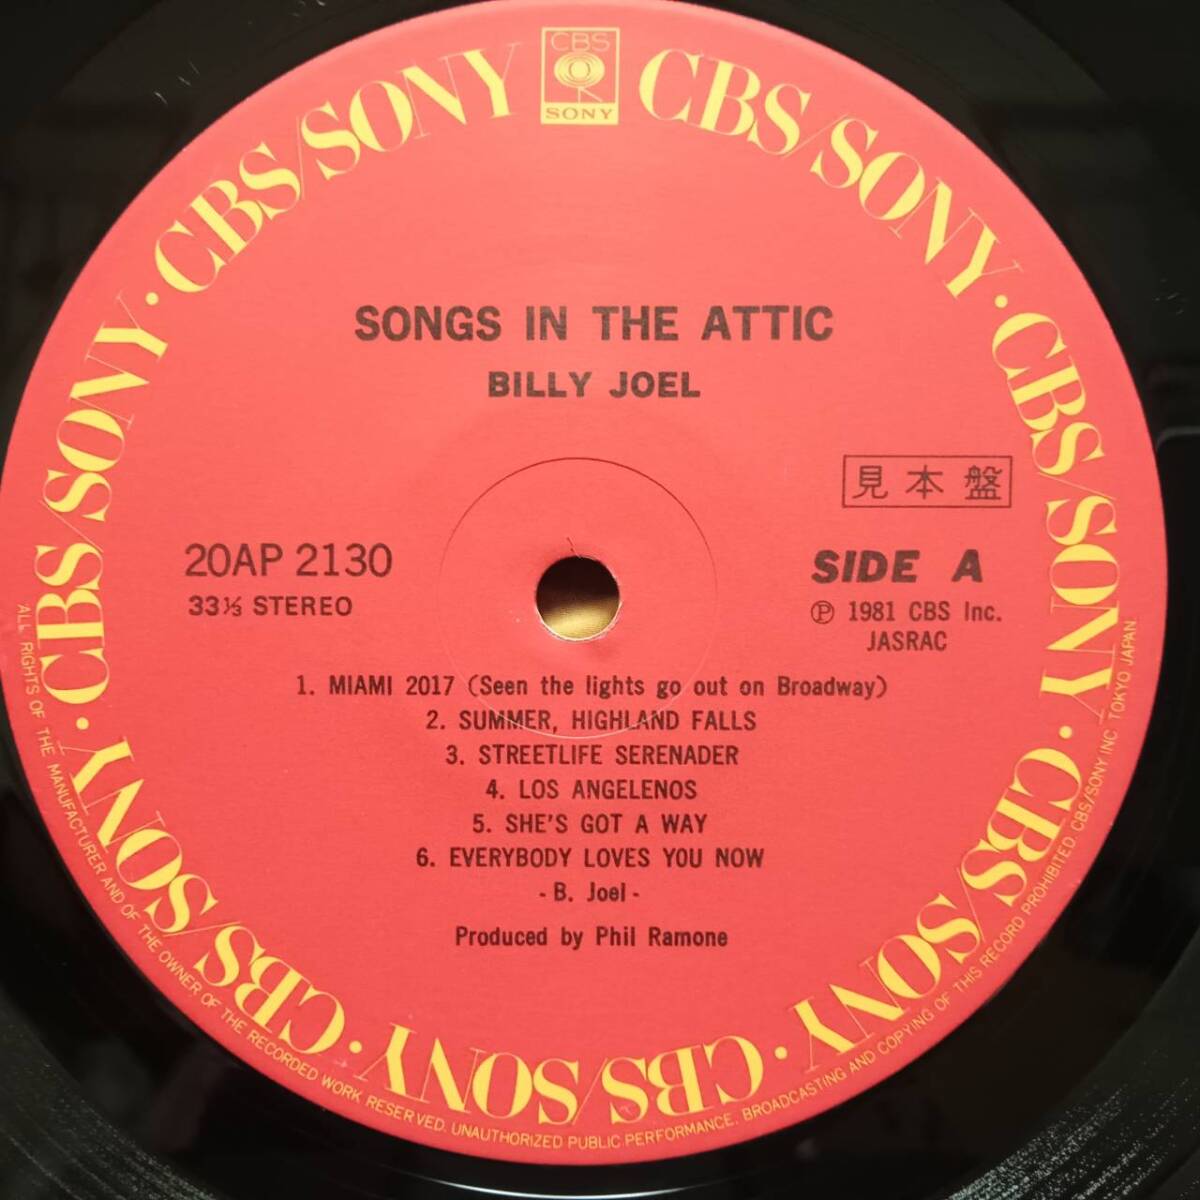 CBS
SONY
CBS/SONY · CBS/SONY · CBS/SONY · CBS/SONY · CBS/SONY · CBS/SONY · CBS/SONY · CBS/SONY · CBS/SONY · CBS/SONY
SONGS IN THE ATTIC
BILLY JOEL
見本盤
20AP 2130
33⅓ STEREO
SIDE A
Ⓟ 1981 CBS Inc.
JASRAC
1. MIAMI 2017 (Seen the lights go out on Broadway)
2. SUMMER, HIGHLAND FALLS
3. STREETLIFE SERENADER
4. LOS ANGELENOS
5. SHE'S GOT A WAY
6. EVERYBODY LOVES YOU NOW
- B. Joel -
Produced by Phil Ramone
ALL RIGHTS OF THE MANUFACTURER AND OF THE OWNER OF THE RECORDED WORK RESERVED. UNAUTHORIZED PUBLIC PERFORMANCE, BROADCASTING AND COPYING OF THIS RECORD PROHIBITED. CBS/SONY INC. TOKYO JAPAN